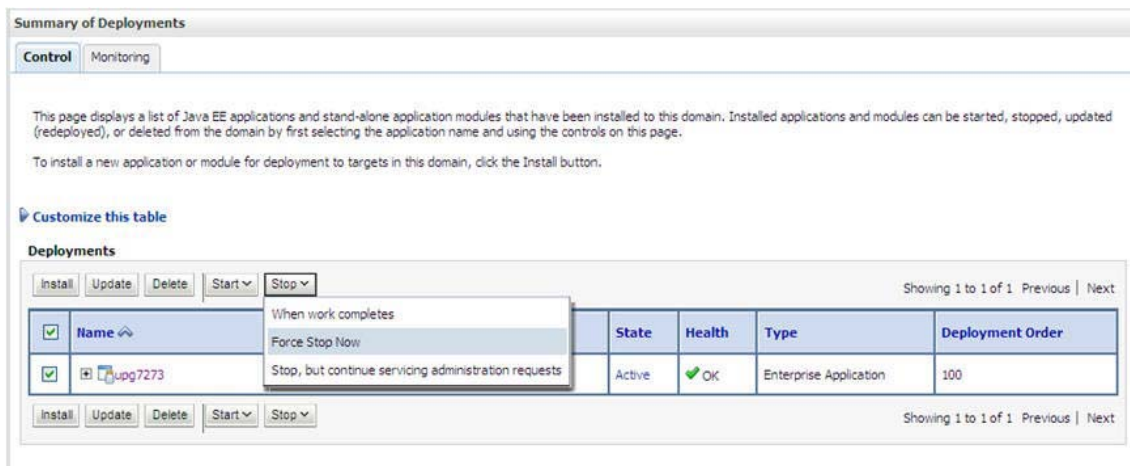 Summary of Deployments
Control Monitoring
This page displays a list of Java EE applications and stand-alone application modules that have been installed to this domain. Installed applications and modules can be started, stopped, updated
(redeployed), or deleted from the domain by first selecting the application name and using the controls on this page.
To install a new application or module for deployment to targets in this domain, click the Install button.
Customize this table
Deployments
Install Update Delete Start Stop Showing 1 to 1 of 1 Previous | Next
When work completes
Name State Health Type Deployment Order
Force Stop Now
upg7273 Active OK Enterprise Application 100
Stop, but continue servicing administration requests
Install Update Delete Start Stop Showing 1 to 1 of 1 Previous | Next